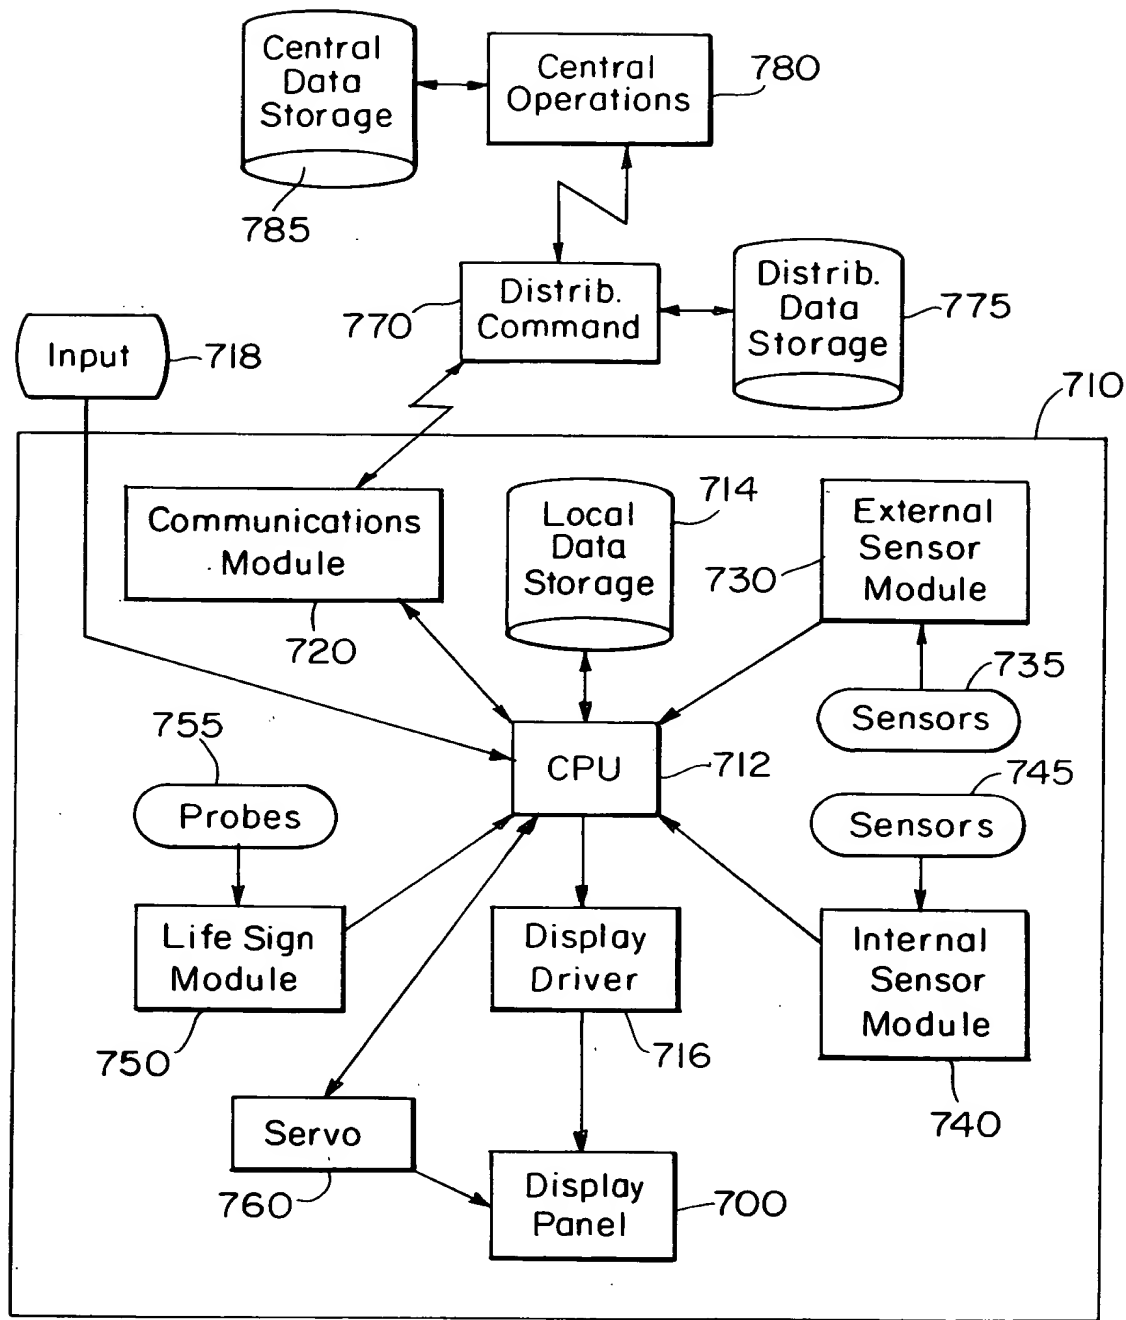 Central
Data
Storage
785
Central
Operations
780
Distrib.
Command
770
Distrib.
Data
Storage
775
Input
718
710
Communications
Module
720
Local
Data
Storage
714
External
Sensor
Module
730
Sensors
735
CPU
712
Probes
755
Sensors
745
Life Sign
Module
750
Display
Driver
716
Internal
Sensor
Module
740
Servo
760
Display
Panel
700